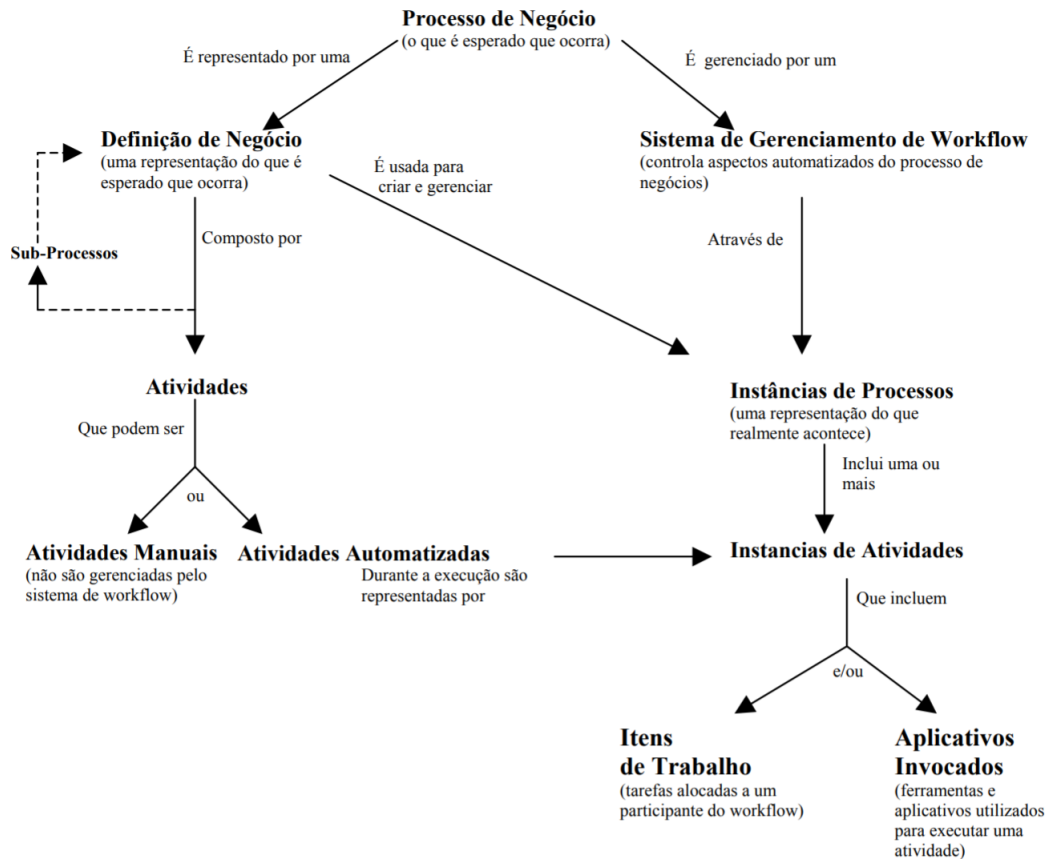 Processo de Negócio
(o que é esperado que ocorra)
É representado por uma
É gerenciado por um
Definição de Negócio
(uma representação do que é
esperado que ocorra)
Sistema de Gerenciamento de Workflow
(controla aspectos automatizados do processo de
negócios)
É usada para
criar e gerenciar
Sub-Processos
Composto por
Através de
Atividades
Instâncias de Processos
(uma representação do que
realmente acontece)
Que podem ser
Inclui uma ou
mais
ou
Atividades Manuais
(não são gerenciadas pelo
sistema de workflow)
Atividades Automatizadas
Durante a execução são
representadas por
Instancias de Atividades
Que incluem
e/ou
Itens
de Trabalho
(tarefas alocadas a um
participante do workflow)
Aplicativos
Invocados
(ferramentas e
aplicativos utilizados
para executar uma
atividade)